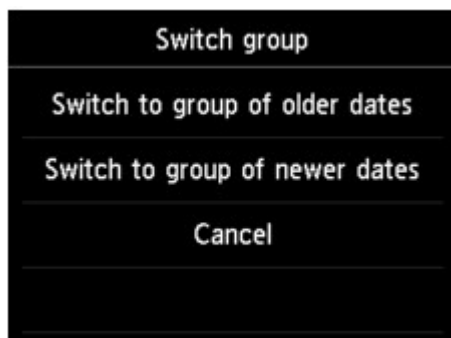 Switch group
Switch to group of older dates
Switch to group of newer dates
Cancel